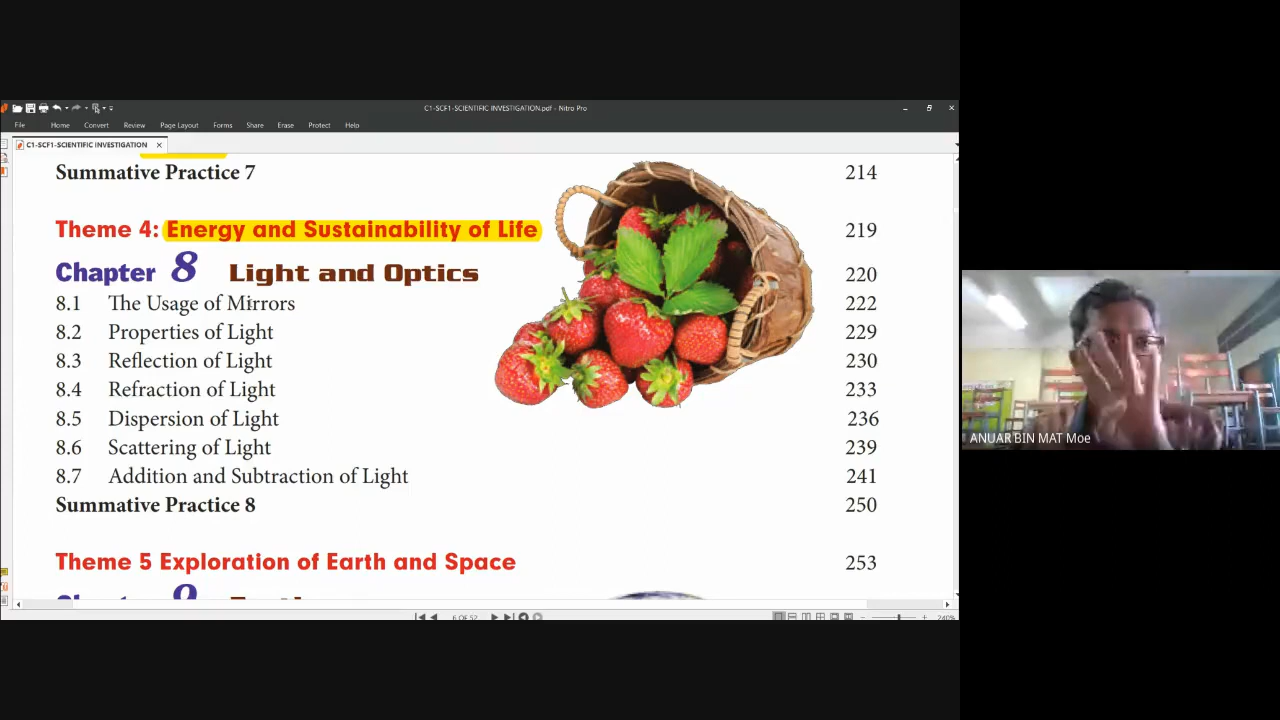 C1-SCF1-SCIENTIFIC INVESTIGATION.pdf - Nitro Pro
File Home Convert Review Page Layout Forms Share Erase Protect Help
C1-SCF1-SCIENTIFIC INVESTIGATION
Summative Practice 7 214
Theme 4: Energy and Sustainability of Life 219
Chapter 8 Light and Optics 220
8.1 The Usage of Mirrors 222
8.2 Properties of Light 229
8.3 Reflection of Light 230
8.4 Refraction of Light 233
8.5 Dispersion of Light 236
8.6 Scattering of Light 239
8.7 Addition and Subtraction of Light 241
Summative Practice 8 250
Theme 5 Exploration of Earth and Space 253
6 OF 52
240%
ANUAR BIN MAT Moe